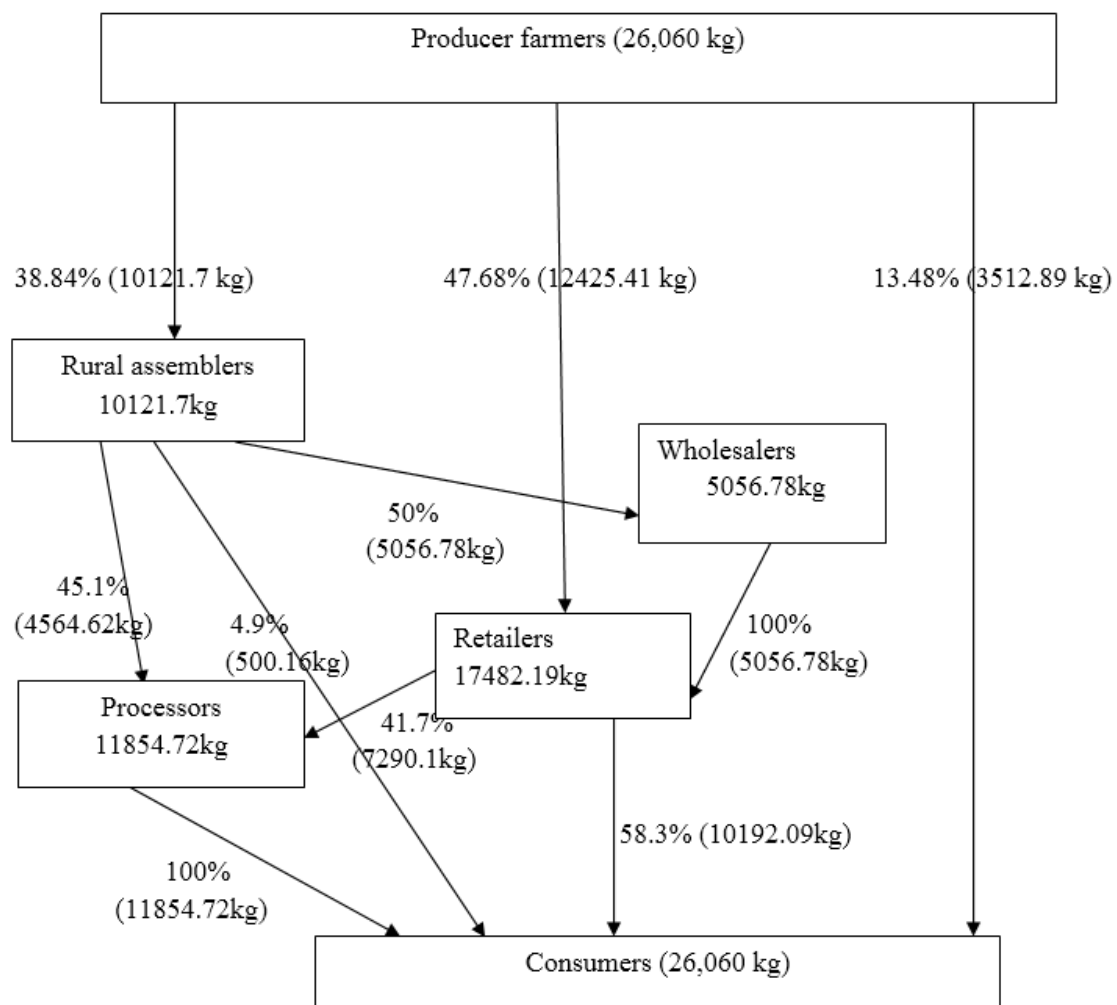 Producer farmers (26,060 kg)
38.84% (10121.7 kg)
47.68% (12425.41 kg)
13.48% (3512.89 kg)
Rural assemblers
10121.7kg
Wholesalers
5056.78kg
50%
(5056.78kg)
45.1%
(4564.62kg)
4.9%
(500.16kg)
Retailers
17482.19kg
100%
(5056.78kg)
Processors
11854.72kg
41.7%
(7290.1kg)
58.3% (10192.09kg)
100%
(11854.72kg)
Consumers (26,060 kg)